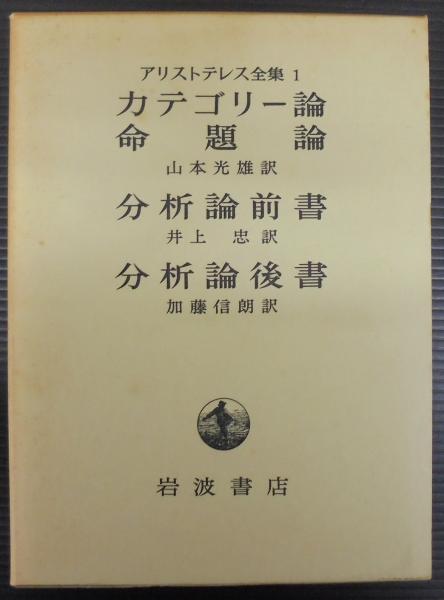 アリストテレス全集 1
カテゴリー論
命題論
山本光雄訳
分析論前書
井上 忠訳
分析論後書
加藤信朗訳
岩波書店